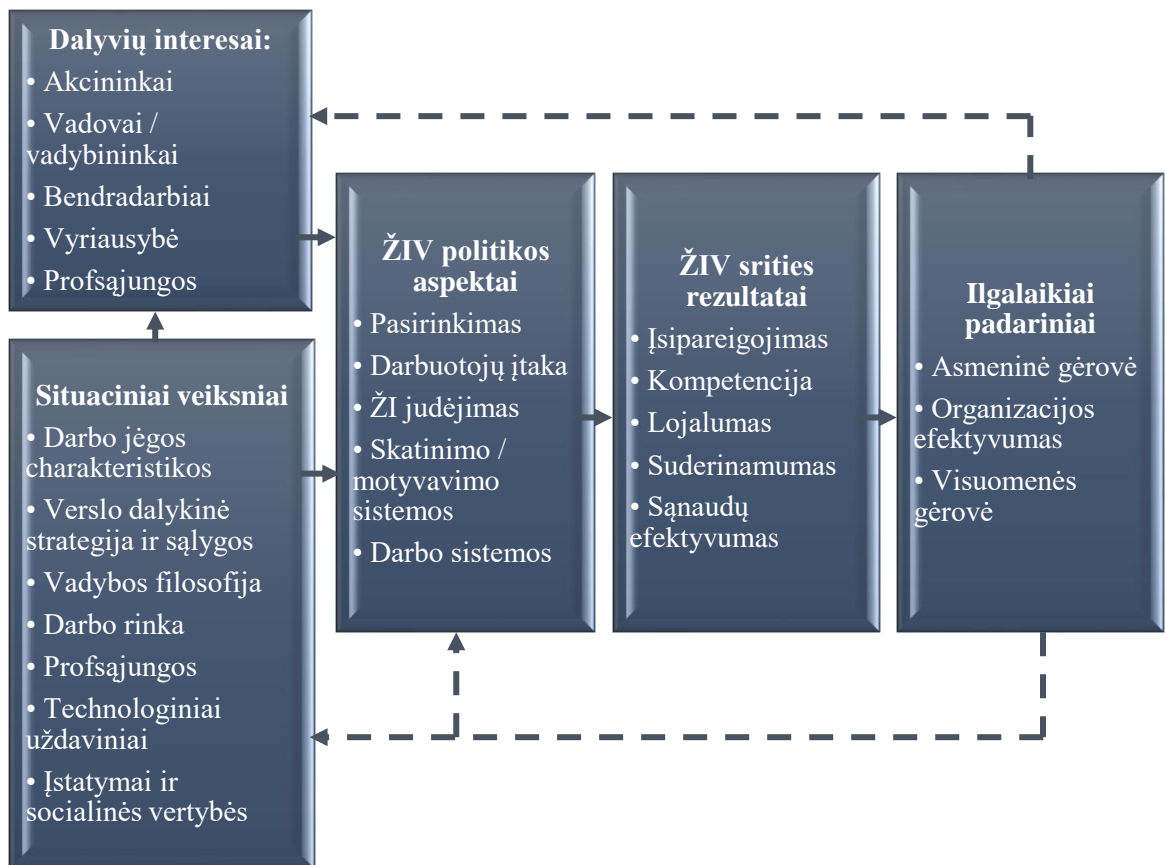 Dalyvių interesai:
• Akcininkai
• Vadovai /
vadybininkai
• Bendradarbiai
• Vyriausybė
• Profsąjungos
Situaciniai veiksniai
• Darbo jėgos
charakteristikos
• Verslo dalykinė
strategija ir sąlygos
• Vadybos filosofija
• Darbo rinka
• Profsąjungos
• Technologiniai
uždaviniai
• Įstatymai ir
socialinės vertybės
ŽIV politikos
aspektai
• Pasirinkimas
• Darbuotojų įtaka
• ŽI judėjimas
• Skatinimo /
motyvavimo
sistemos
• Darbo sistemos
ŽIV srities
rezultatai
• Įsipareigojimas
• Kompetencija
• Lojalumas
• Suderinamumas
• Sąnaudų
efektyvumas
Ilgalaikiai
padariniai
• Asmeninė gėrovė
• Organizacijos
efektyvumas
• Visuomenės
gėrovė